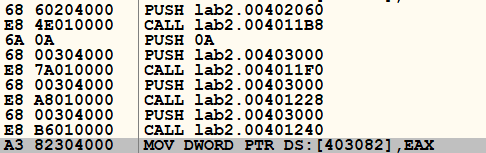 68 60204000 PUSH lab2.00402060
E8 4E010000 CALL lab2.004011B8
6A 0A PUSH 0A
68 00304000 PUSH lab2.00403000
E8 7A010000 CALL lab2.004011F0
68 00304000 PUSH lab2.00403000
E8 A8010000 CALL lab2.00401228
68 00304000 PUSH lab2.00403000
E8 B6010000 CALL lab2.00401240
A3 82304000 MOV DWORD PTR DS:[403082],EAX